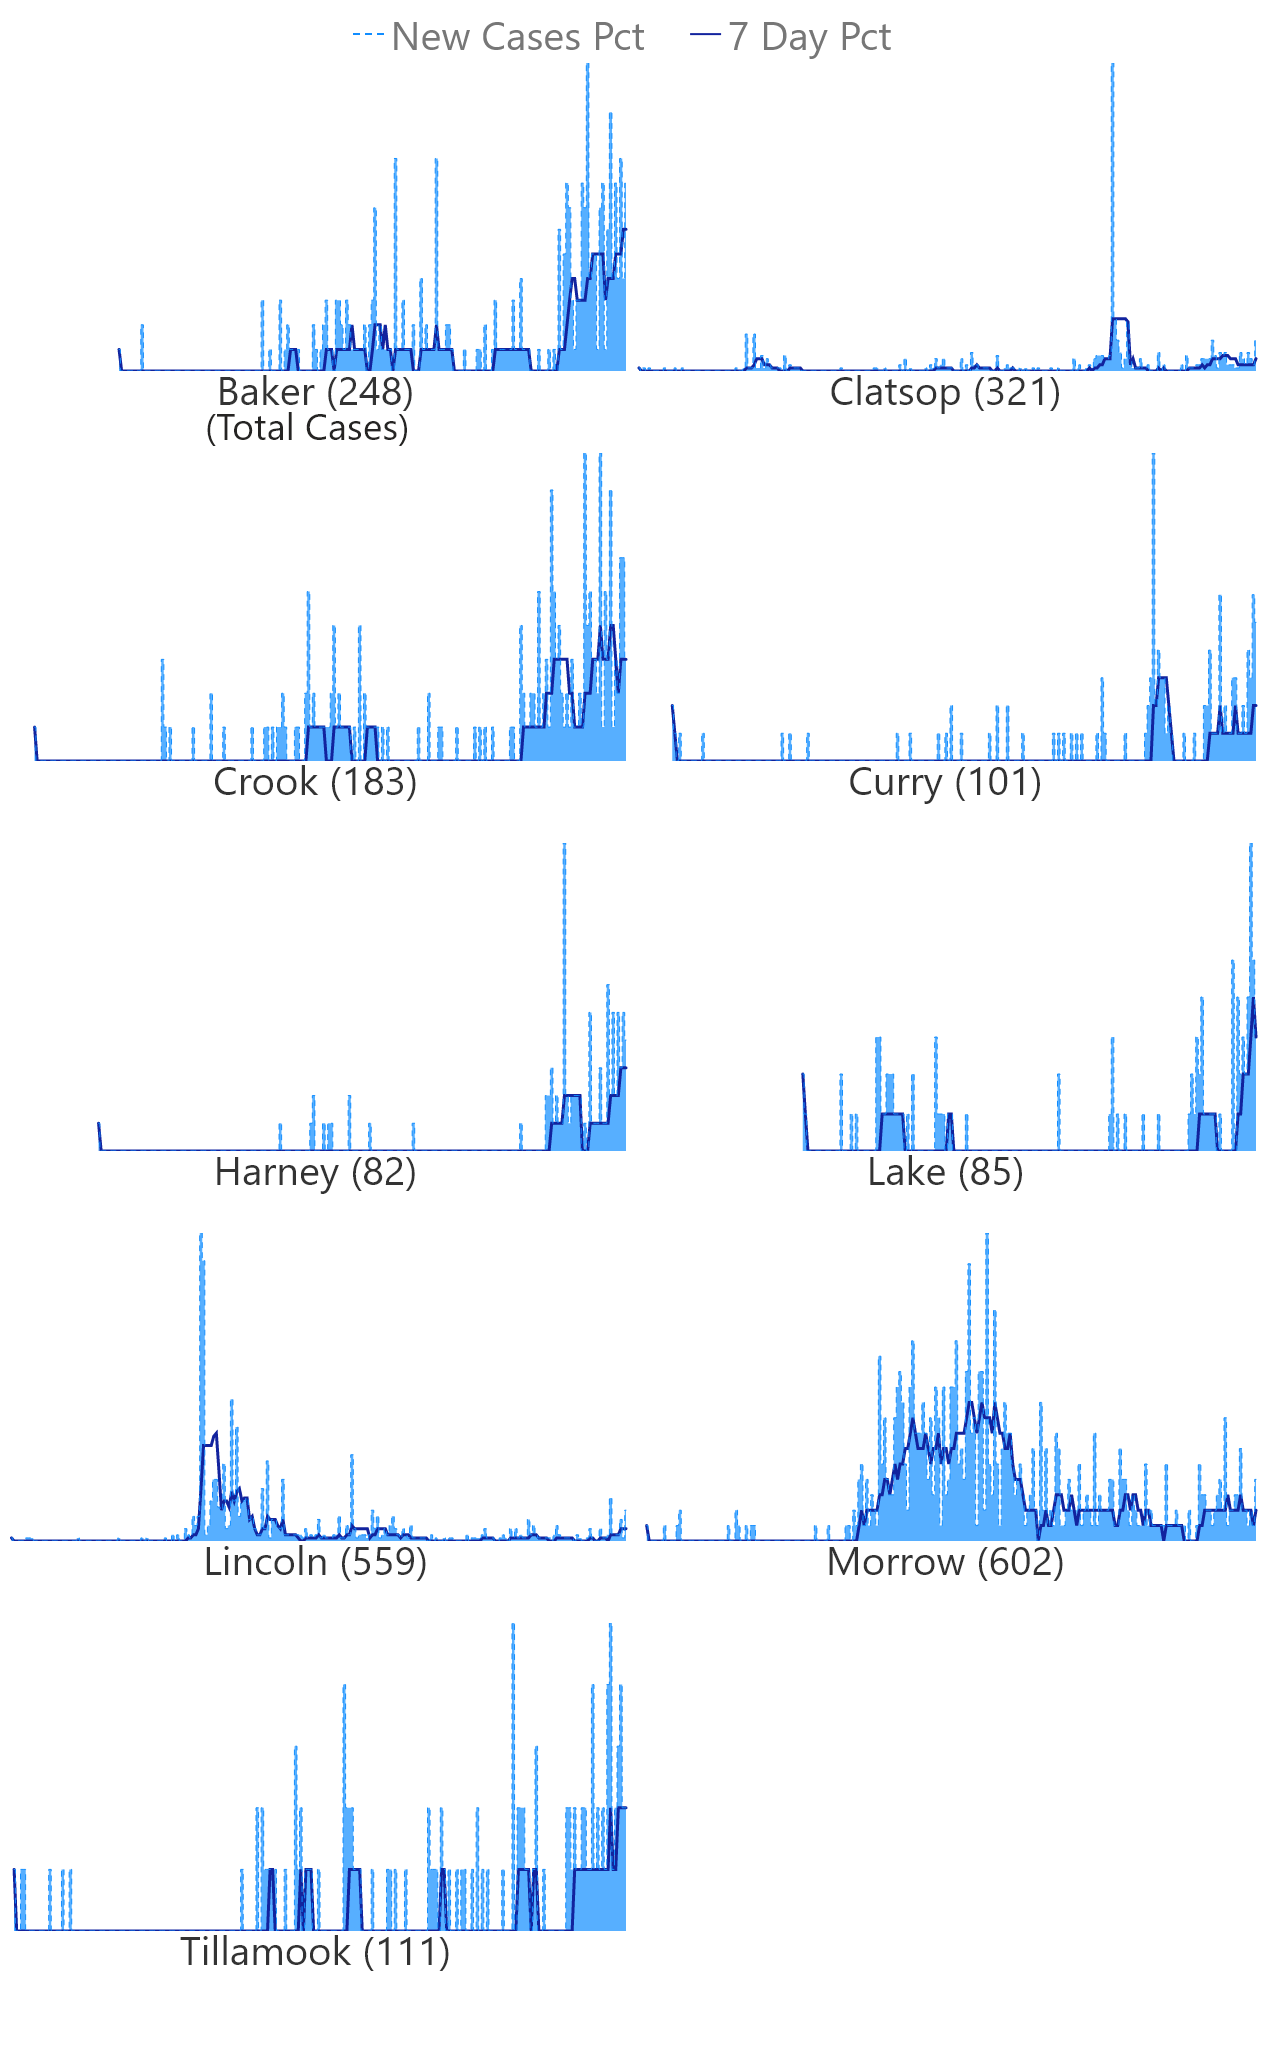 New Cases Pct 7 Day Pct
Baker (248) Clatsop (321)
(Total Cases)
Crook (183) Curry (101)
Harney (82) Lake (85)
Lincoln (559) Morrow (602)
Tillamook (111)